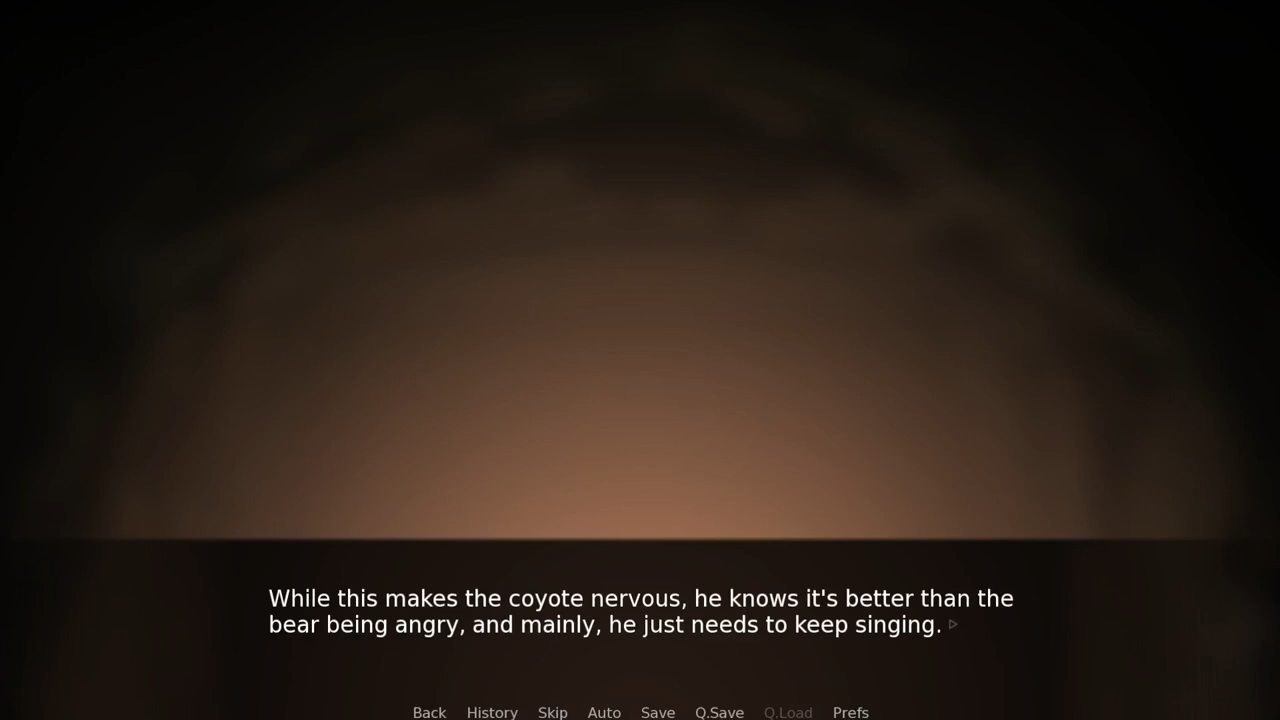 While this makes the coyote nervous, he knows it's better than the
bear being angry, and mainly, he just needs to keep singing.
Back History Skip Auto Save Q.Save Q.Load Prefs